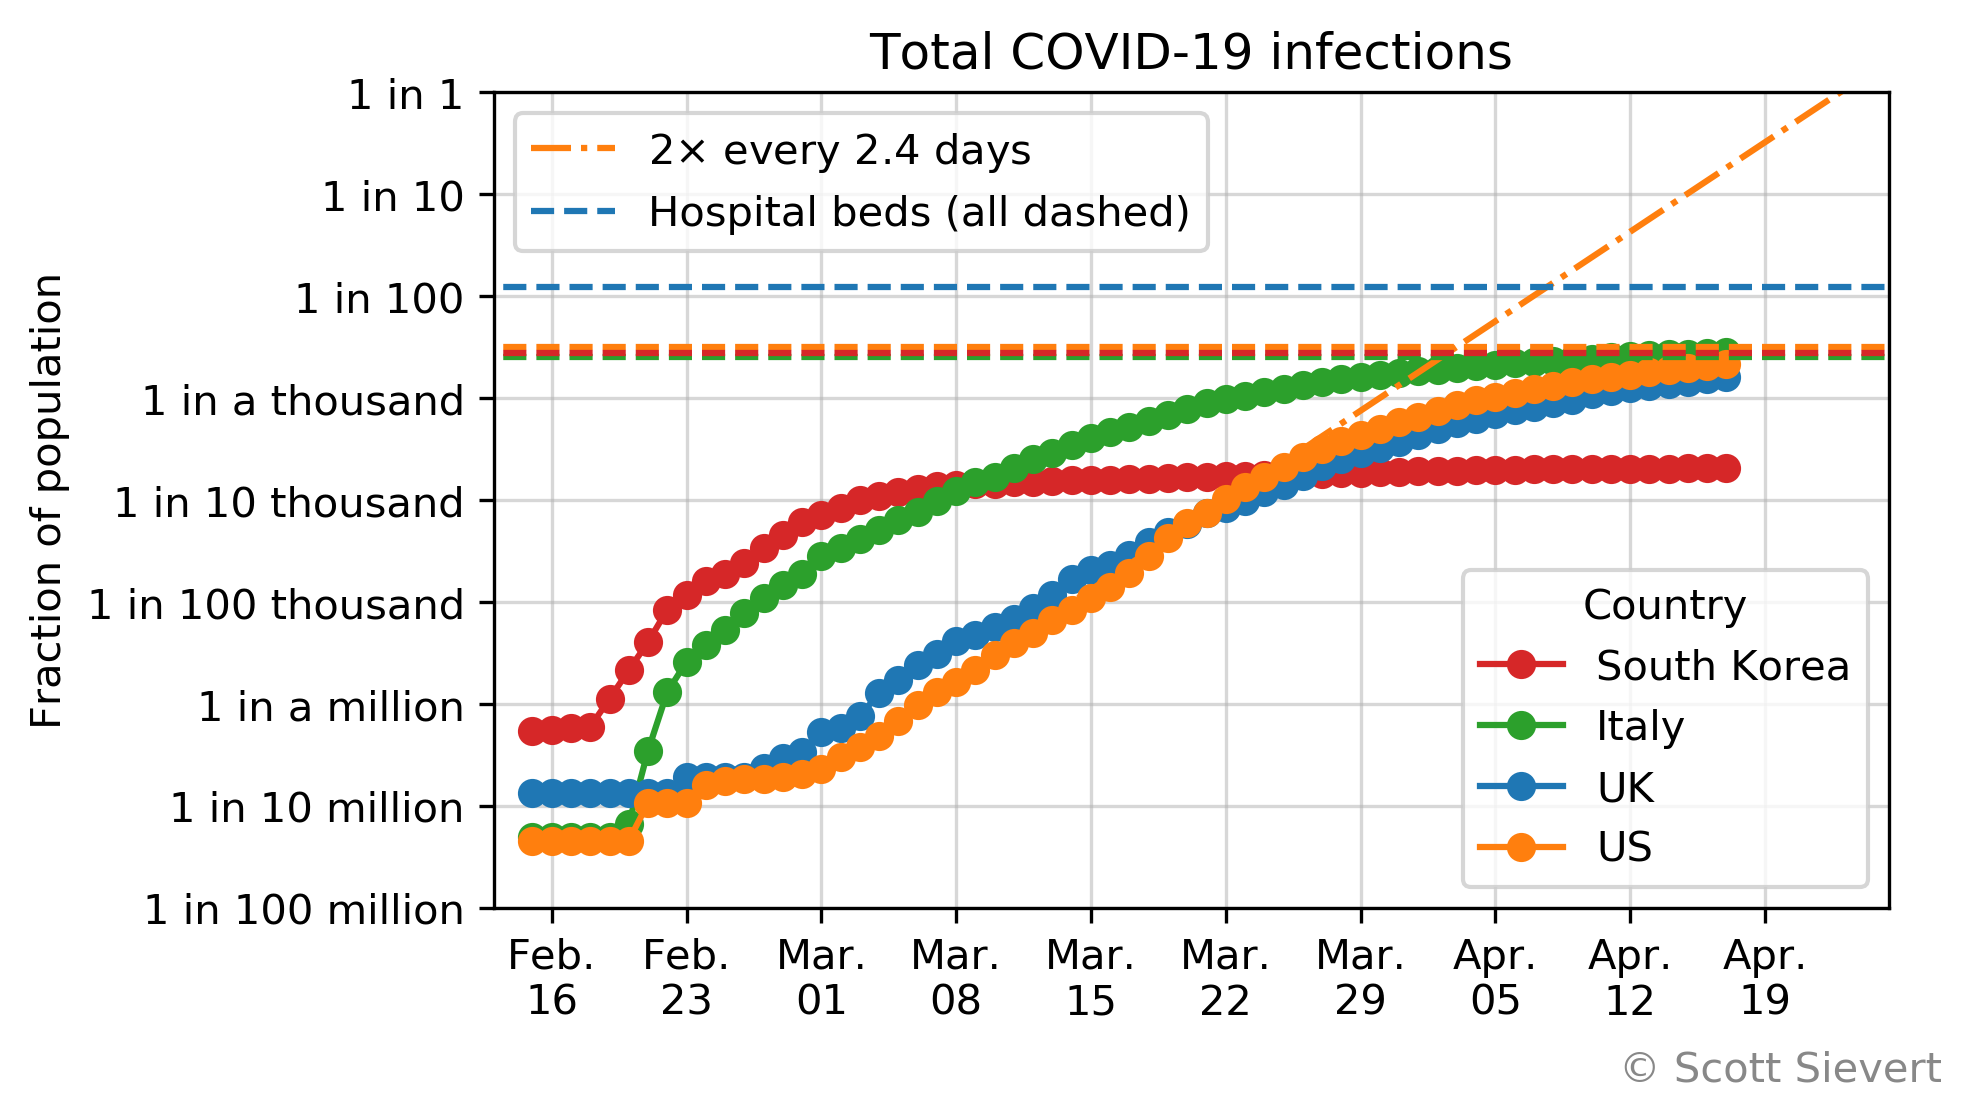 Total COVID-19 infections
1 in 1
1 in 10
1 in 100
1 in a thousand
1 in 10 thousand
1 in 100 thousand
1 in a million
1 in 10 million
1 in 100 million
Fraction of population
2× every 2.4 days
Hospital beds (all dashed)
Country
South Korea
Italy
UK
US
Feb. Feb. Mar. Mar. Mar. Mar. Mar. Apr. Apr. Apr.
16 23 01 08 15 22 29 05 12 19
© Scott Sievert